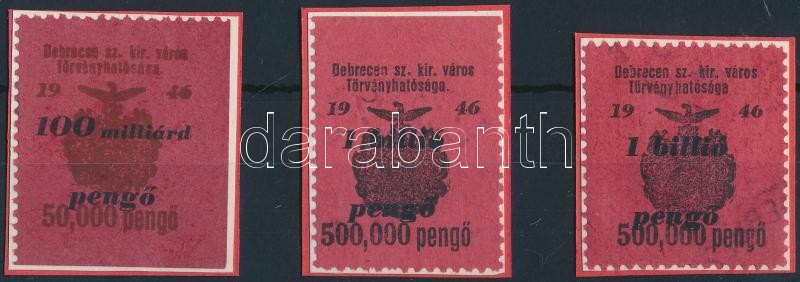 Debrecen sz. kir. város
Törvényhatósága
19 46
100 milliárd
pengő
50,000 pengő
Debrecen sz. kir. város
Törvényhatósága.
19 46
1 billió
pengő
500,000 pengő
Debrecen sz. kir. város
Törvényhatósága
19 46
1 billió
pengő
500,000 pengő
darabanth